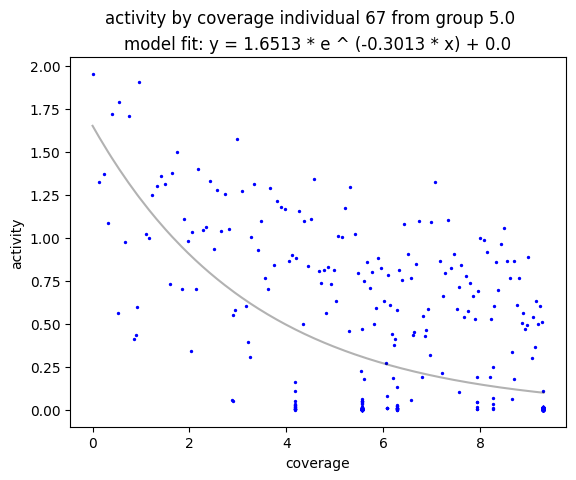 activity by coverage individual 67 from group 5.0
model fit: y = 1.6513 * e ^ (-0.3013 * x) + 0.0
2.00
1.75
1.50
1.25
1.00
0.75
0.50
0.25
0.00
activity
0 2 4 6 8
coverage